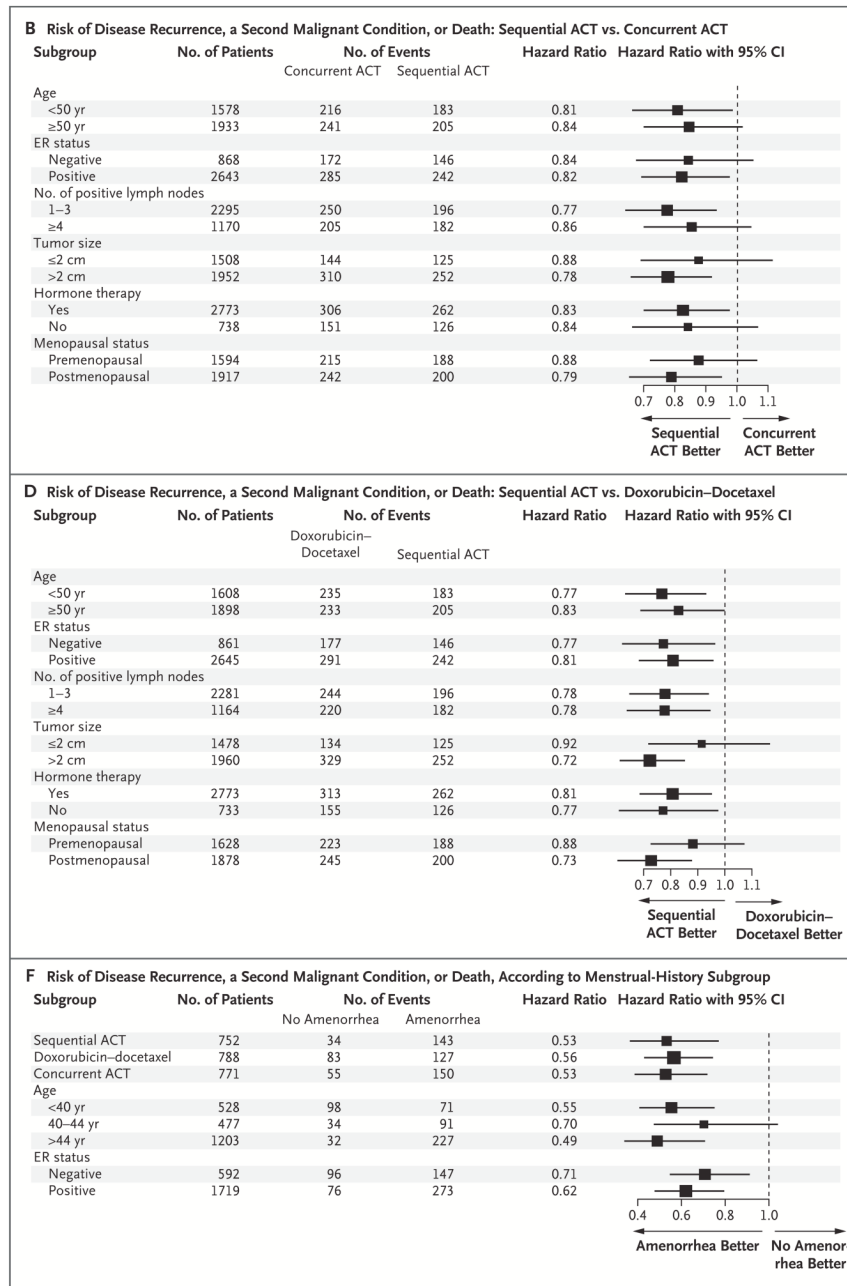 B Risk of Disease Recurrence, a Second Malignant Condition, or Death: Sequential ACT vs. Concurrent ACT
Subgroup No. of Patients No. of Events Hazard Ratio Hazard Ratio with 95% CI
Concurrent ACT Sequential ACT
Age
<50 yr 1578 216 183 0.81
≥50 yr 1933 241 205 0.84
ER status
Negative 868 172 146 0.84
Positive 2643 285 242 0.82
No. of positive lymph nodes
1–3 2295 250 196 0.77
≥4 1170 205 182 0.86
Tumor size
≤2 cm 1508 144 125 0.88
>2 cm 1952 310 252 0.78
Hormone therapy
Yes 2773 306 262 0.83
No 738 151 126 0.84
Menopausal status
Premenopausal 1594 215 188 0.88
Postmenopausal 1917 242 200 0.79
0.7 0.8 0.9 1.0 1.1
Sequential Concurrent
ACT Better ACT Better
D Risk of Disease Recurrence, a Second Malignant Condition, or Death: Sequential ACT vs. Doxorubicin–Docetaxel
Subgroup No. of Patients No. of Events Hazard Ratio Hazard Ratio with 95% CI
Doxorubicin–
Docetaxel Sequential ACT
Age
<50 yr 1608 235 183 0.77
≥50 yr 1898 233 205 0.83
ER status
Negative 861 177 146 0.77
Positive 2645 291 242 0.81
No. of positive lymph nodes
1–3 2281 244 196 0.78
≥4 1164 220 182 0.78
Tumor size
≤2 cm 1478 134 125 0.92
>2 cm 1960 329 252 0.72
Hormone therapy
Yes 2773 313 262 0.81
No 733 155 126 0.77
Menopausal status
Premenopausal 1628 223 188 0.88
Postmenopausal 1878 245 200 0.73
0.7 0.8 0.9 1.0 1.1
Sequential Doxorubicin–
ACT Better Docetaxel Better
F Risk of Disease Recurrence, a Second Malignant Condition, or Death, According to Menstrual-History Subgroup
Subgroup No. of Patients No. of Events Hazard Ratio Hazard Ratio with 95% CI
No Amenorrhea Amenorrhea
Sequential ACT 752 34 143 0.53
Doxorubicin–docetaxel 788 83 127 0.56
Concurrent ACT 771 55 150 0.53
Age
<40 yr 528 98 71 0.55
40–44 yr 477 34 91 0.70
>44 yr 1203 32 227 0.49
ER status
Negative 592 96 147 0.71
Positive 1719 76 273 0.62
0.4 0.6 0.8 1.0
Amenorrhea Better No Amenor-
rhea Better